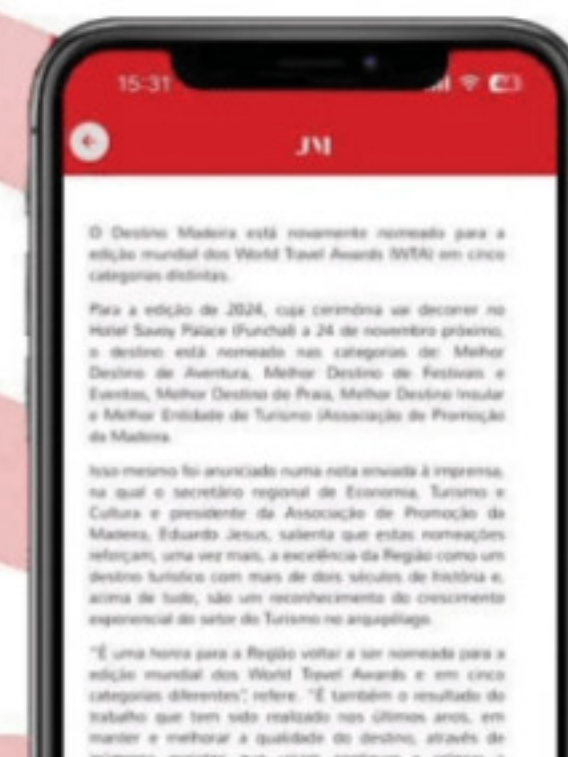 15:31
JM
O Destino Madeira está novamente nomeado para a
edição mundial dos World Travel Awards (WTA) em cinco
categorias distintas.
Para a edição de 2024, cuja cerimónia vai decorrer no
Hotel Savoy Palace (Funchal) a 24 de novembro próximo,
o destino está nomeado nas categorias de: Melhor
Destino de Aventura, Melhor Destino de Festivais e
Eventos, Melhor Destino de Praia, Melhor Destino Insular
e Melhor Entidade de Turismo (Associação de Promoção
da Madeira.
Isso mesmo foi anunciado numa nota enviada à imprensa,
na qual o secretário regional de Economia, Turismo e
Cultura e presidente da Associação de Promoção da
Madeira, Eduardo Jesus, salienta que estas nomeações
reforçam, uma vez mais, a excelência da Região como um
destino turístico com mais de dois séculos de história e,
acima de tudo, são um reconhecimento do crescimento
exponencial do setor do Turismo no arquipélago.
"É uma honra para a Região voltar a ser nomeada para a
edição mundial dos World Travel Awards e em cinco
categorias diferentes", refere. "É também o resultado do
trabalho que tem sido realizado nos últimos anos, em
manter e melhorar a qualidade do destino, através de